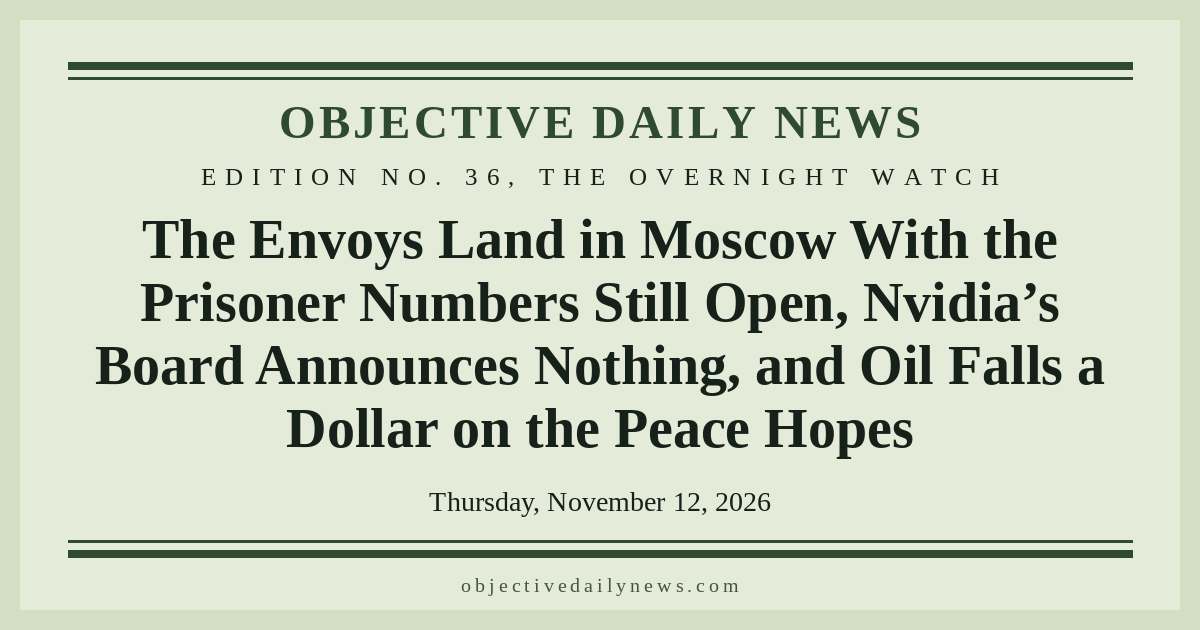 OBJECTIVE DAILY NEWS
EDITION NO. 36, THE OVERNIGHT WATCH
The Envoys Land in Moscow With the
Prisoner Numbers Still Open, Nvidia’s
Board Announces Nothing, and Oil Falls a
Dollar on the Peace Hopes
Thursday, November 12, 2026
objectivedailynews.com